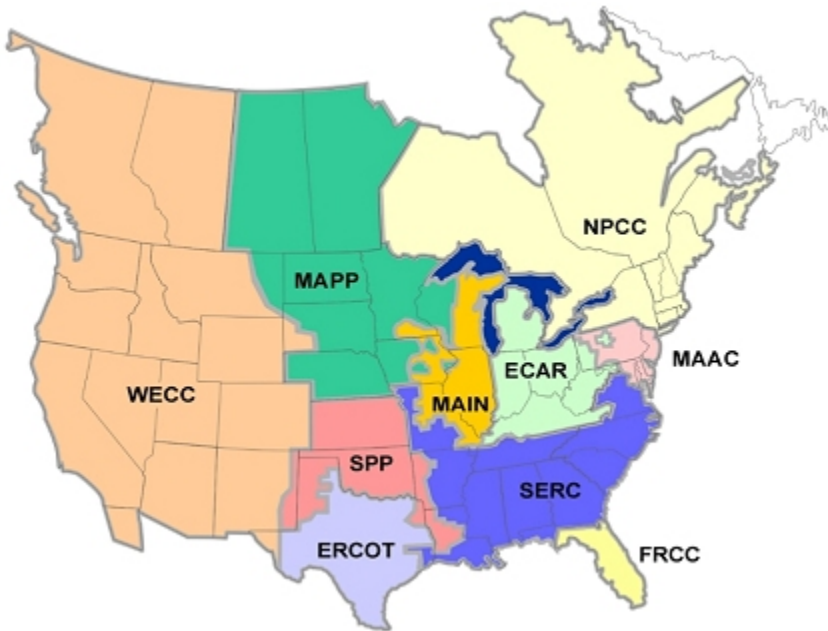 NPCC
MAPP
MAAC
ECAR
WECC
MAIN
SPP
SERC
ERCOT
FRCC